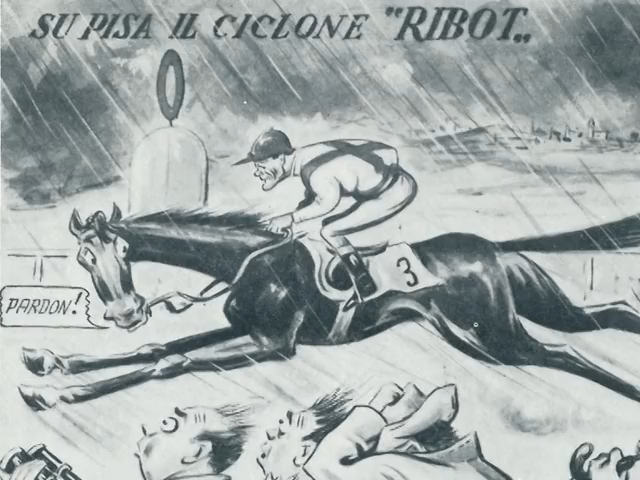 SU PISA IL CICLONE "RIBOT„
PARDON!
3